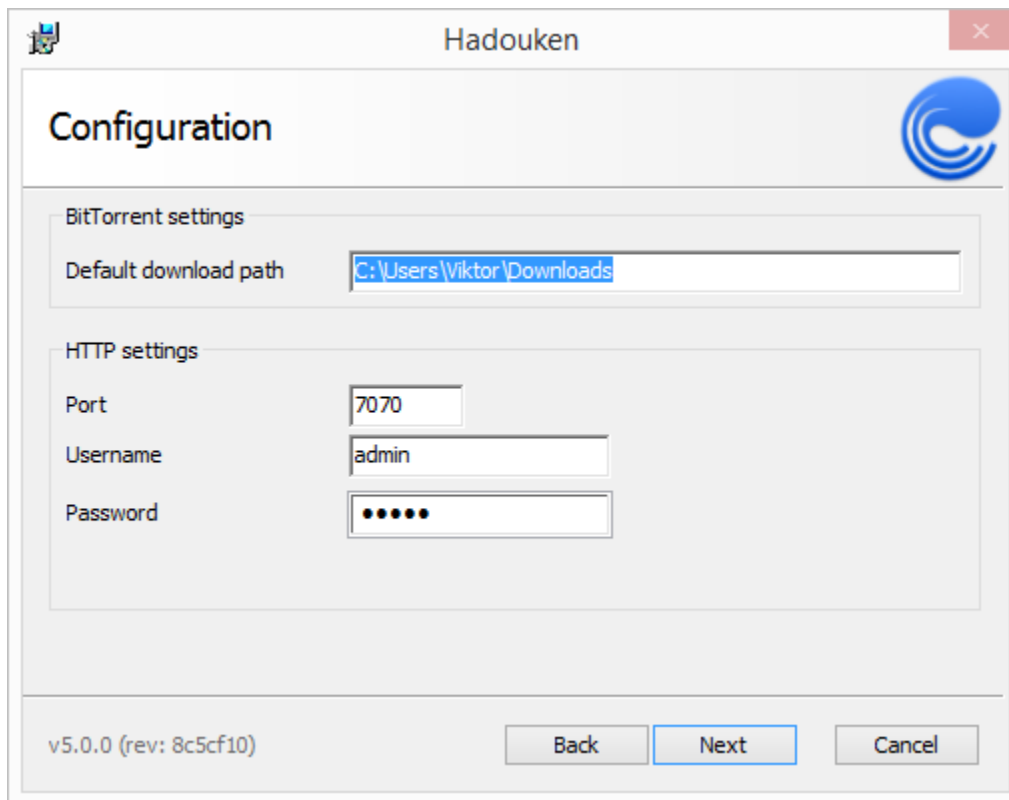 Hadouken
Configuration
BitTorrent settings
Default download path C:\Users\Viktor\Downloads
HTTP settings
Port 7070
Username admin
Password •••••
v5.0.0 (rev: 8c5cf10) Back Next Cancel